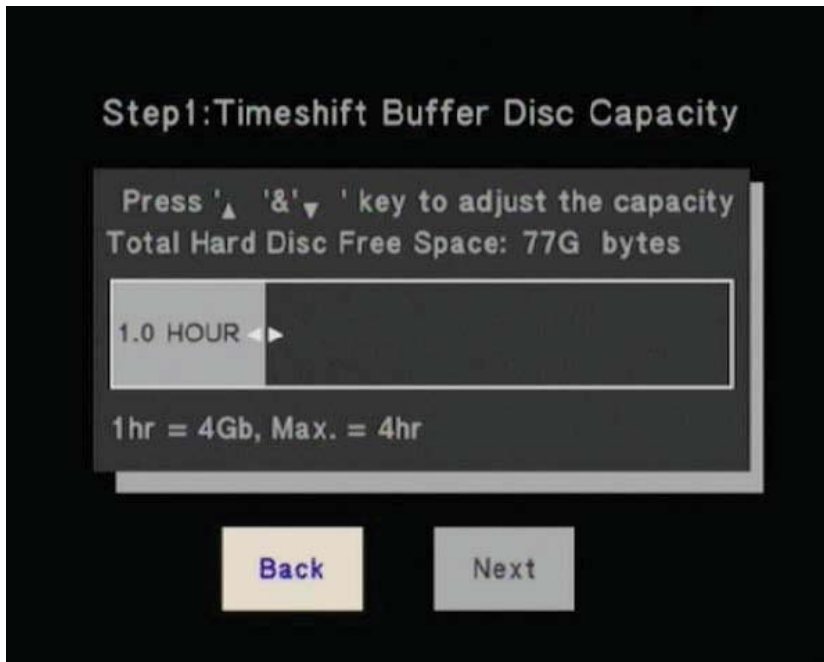 Step1:Timeshift Buffer Disc Capacity
Press '▲ '&'▼ ' key to adjust the capacity
Total Hard Disc Free Space: 77G bytes
1.0 HOUR ◀ ▶
1hr = 4Gb, Max. = 4hr
Back
Next